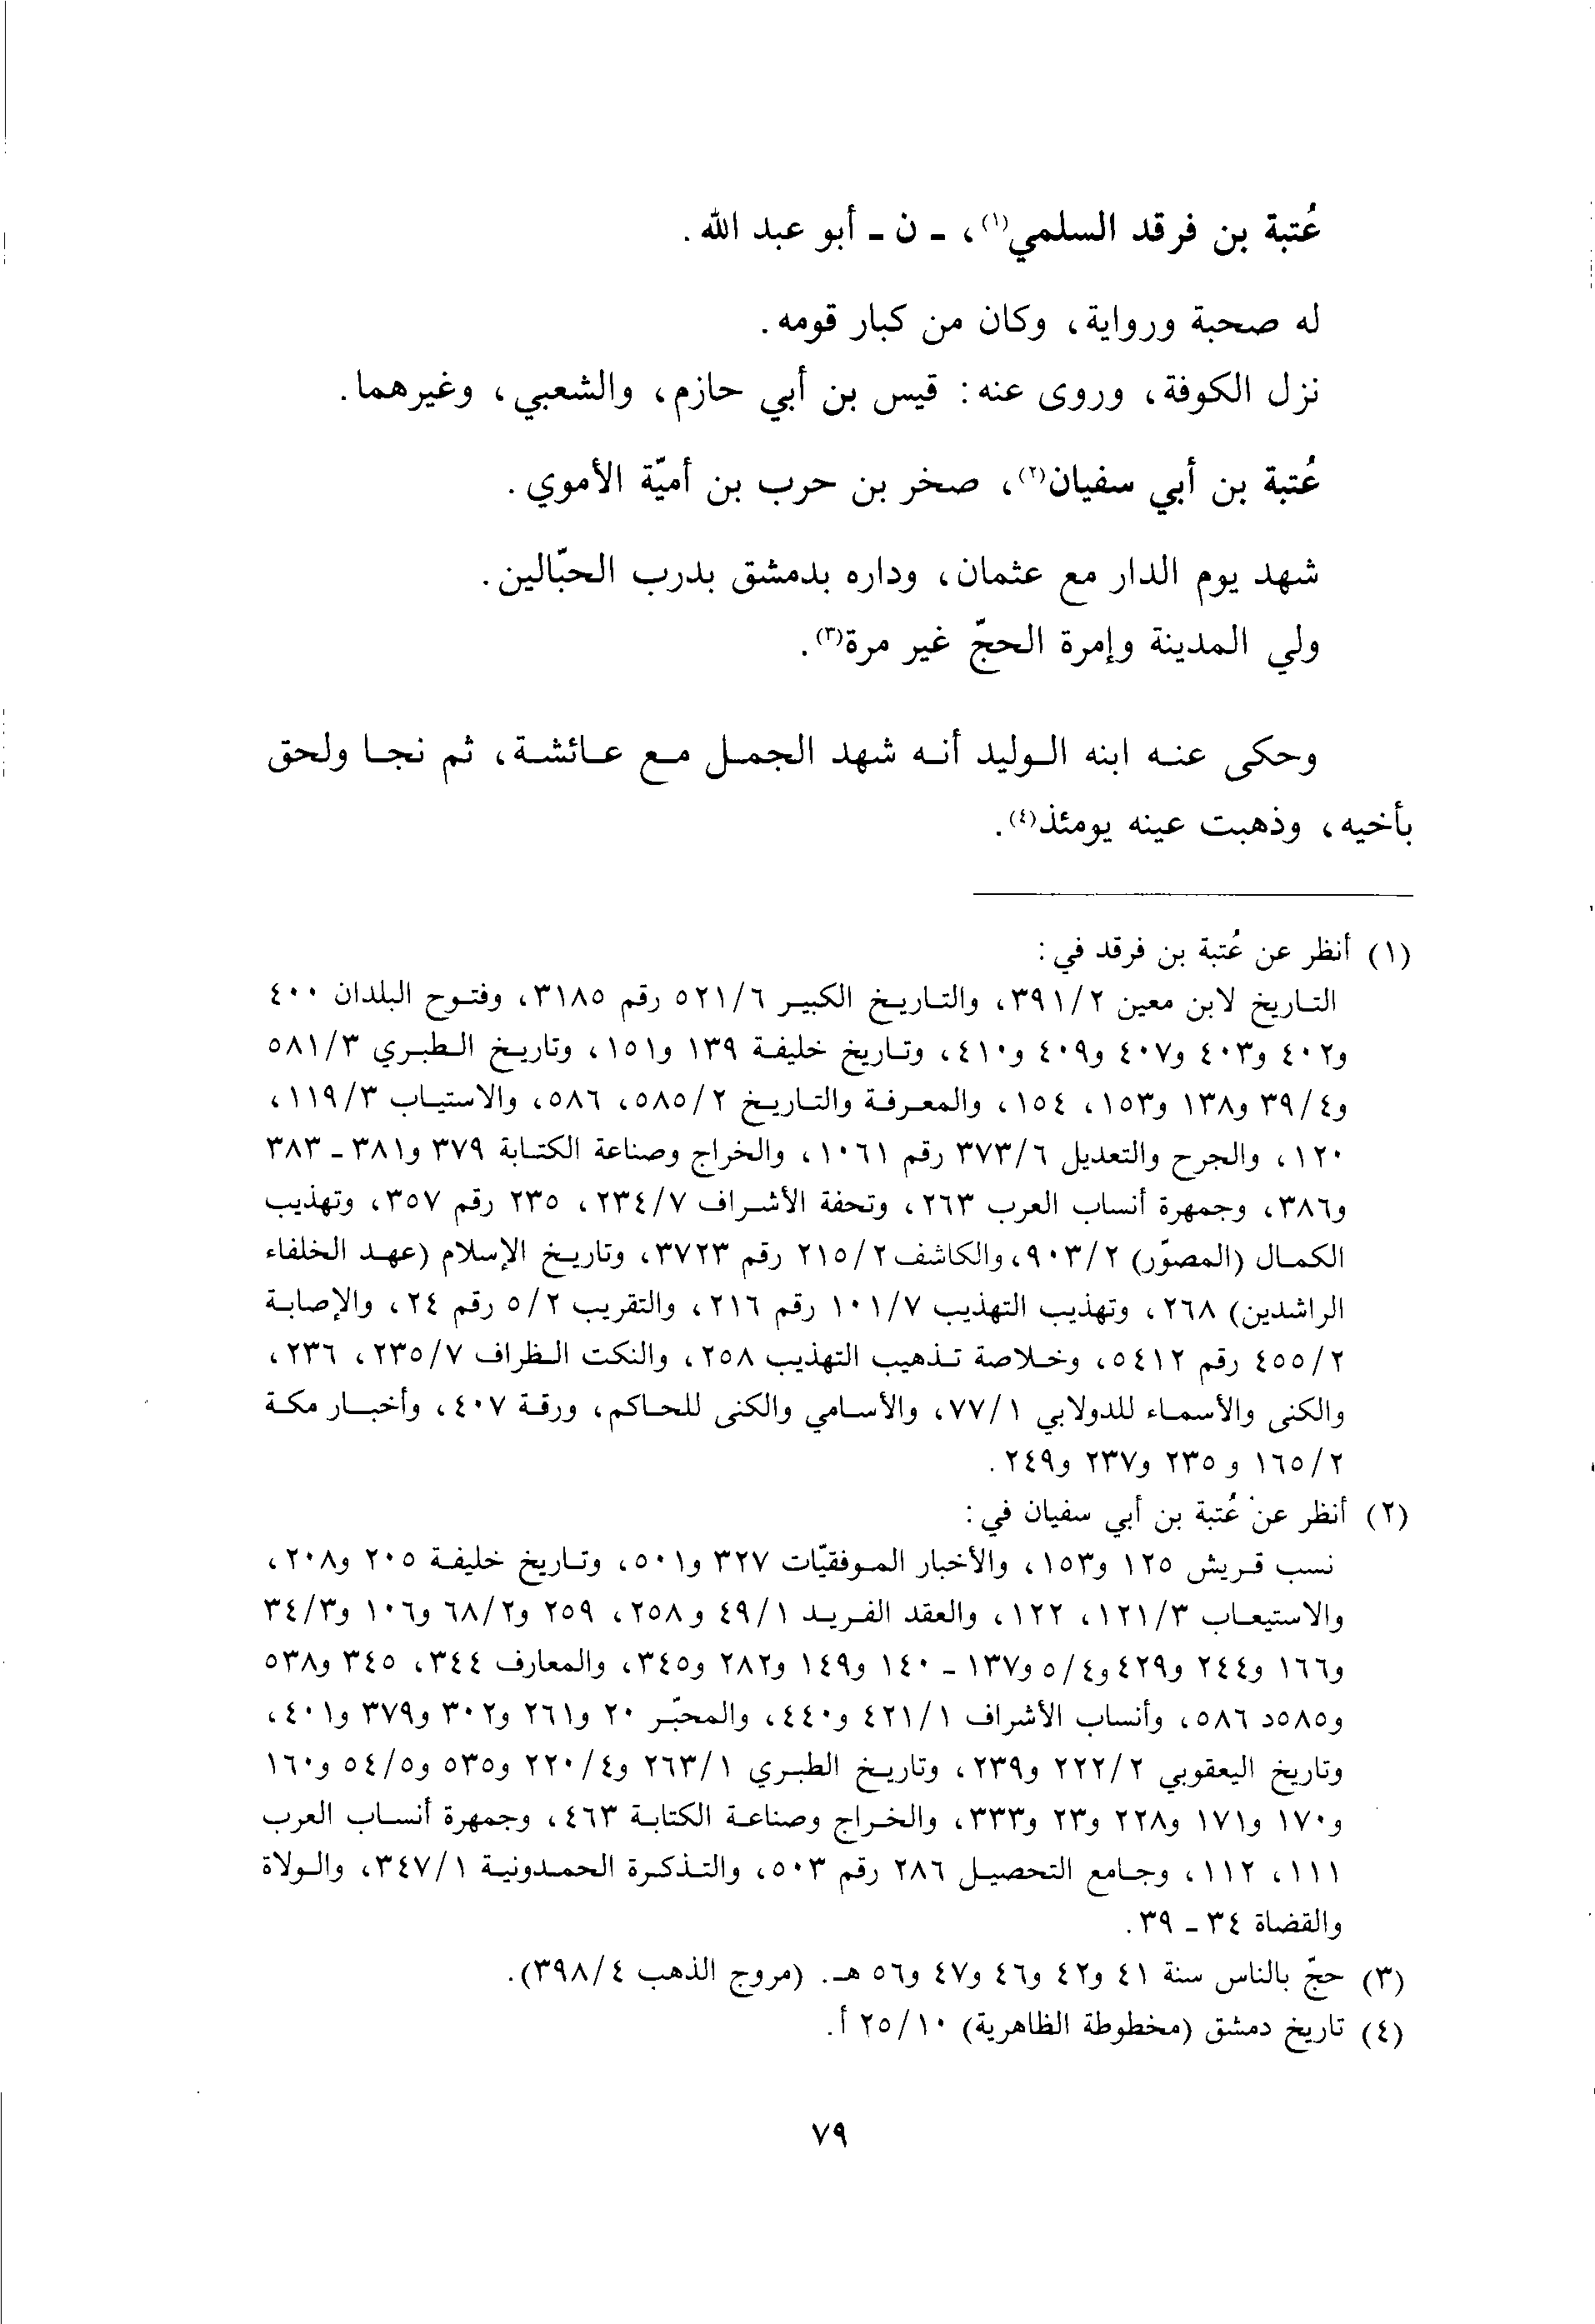 عُتبة بن فرقد السلمي(١)، ـ ن ـ أبو عبد الله.
له صحبة ورواية، وكان من كبار قومه.
نزل الكوفة، وروى عنه: قيس بن أبي حازم، والشعبي، وغيرهما.
عُتبة بن أبي سفيان(٢)، صخر بن حرب بن أميّة الأموي.
شهد يوم الدار مع عثمان، وداره بدمشق بدرب الحبّالين.
ولي المدينة وإمرة الحجّ غير مرة(٣).
وحكى عنه ابنه الوليد أنه شهد الجمل مع عائشة، ثم نجا ولحق
بأخيه، وذهبت عينه يومئذ(٤).
(١) أنظر عن عُتبة بن فرقد في:
التاريخ لابن معين ٣٩١/٢، والتاريخ الكبير ٥٢١/٦ رقم ٣١٨٥، وفتوح البلدان ٤٠٠
و٤٠٢ و٤٠٣ و٤٠٧ و٤٠٩ و٤١٠، وتاريخ خليفة ١٣٩ و١٥١، وتاريخ الطبري ٥٨١/٣
و٣٩/٤ و١٣٨ و١٥٣، ١٥٤، والمعرفة والتاريخ ٥٨٥/٢، ٥٨٦، والاستياب ١١٩/٣،
١٢٠، والجرح والتعديل ٣٧٣/٦ رقم ١٠٦١، والخراج وصناعة الكتابة ٣٧٩ و٣٨١ ـ ٣٨٣
و٣٨٦، وجمهرة أنساب العرب ٢٦٣، وتحفة الأشراف ٢٣٤/٧، ٢٣٥ رقم ٣٥٧، وتهذيب
الكمال (المصوّر) ٩٠٣/٢، والكاشف ٢١٥/٢ رقم ٣٧٢٣، وتاريخ الإسلام (عهد الخلفاء
الراشدين) ٢٦٨، وتهذيب التهذيب ١٠١/٧ رقم ٢١٦، والتقريب ٥/٢ رقم ٢٤، والإصابة
٤٥٥/٢ رقم ٥٤١٢، وخلاصة تذهيب التهذيب ٢٥٨، والنكت الظراف ٢٣٥/٧، ٢٣٦،
والكنى والأسماء للدولابي ٧٧/١، والأسامي والكنى للحاكم، ورقة ٤٠٧، وأخبار مكة
١٦٥/٢ و ٢٣٥ و٢٣٧ و٢٤٩.
(٢) أنظر عن عُتبة بن أبي سفيان في:
نسب قريش ١٢٥ و١٥٣، والأخبار الموفقيّات ٣٢٧ و٥٠١، وتاريخ خليفة ٢٠٥ و٢٠٨،
والاستيعاب ١٢١/٣، ١٢٢، والعقد الفريد ٤٩/١ و٢٥٨، ٢٥٩ و٦٨/٢ و١٠٦ و٣٤/٣
و١٦٦ و٢٤٤ و٤٢٩ و٥/٤ و١٣٧ ـ ١٤٠ و١٤٩ و٢٨٢ و٣٤٥، والمعارف ٣٤٤، ٣٤٥ و٥٣٨
و٥٨٥د ٥٨٦، وأنساب الأشراف ٤٢١/١ و٤٤٠، والمحبّر ٢٠ و٢٦١ و٣٠٢ و٣٧٩ و٤٠١،
وتاريخ اليعقوبي ٢٢٢/٢ و٢٣٩، وتاريخ الطبري ٢٦٣/١ و٢٢٠/٤ و٥٣٥ و٥٤/٥ و١٦٠
و١٧٠ و١٧١ و٢٢٨ و٢٣ و٣٣٣، والخراج وصناعة الكتابة ٤٦٣، وجمهرة أنساب العرب
١١١، ١١٢، وجامع التحصيل ٢٨٦ رقم ٥٠٣، والتذكرة الحمدونية ٣٤٧/١، والولاة
والقضاة ٣٤ ـ ٣٩.
(٣) حجّ بالناس سنة ٤١ و٤٢ و٤٦ و٤٧ و٥٦ هـ. (مروج الذهب ٣٩٨/٤).
(٤) تاريخ دمشق (مخطوطة الظاهرية) ٢٥/١٠ أ.
٧٩